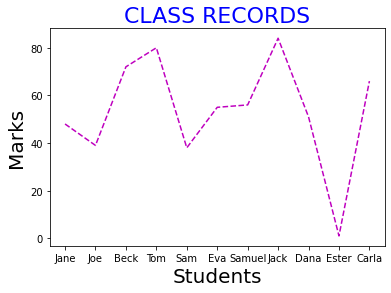 CLASS RECORDS
80
60
40
20
0
Marks
Jane Joe Beck Tom Sam Eva Samuel Jack Dana Ester Carla
Students